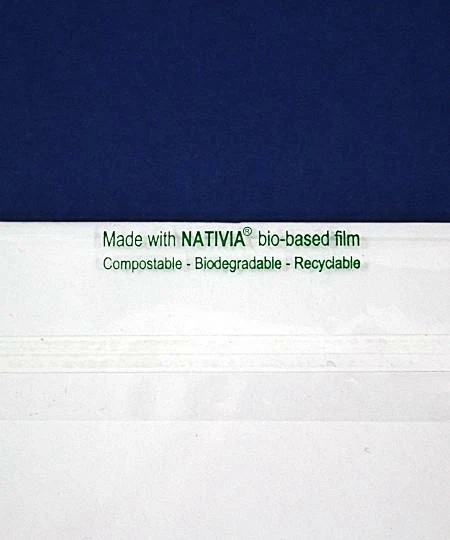 Made with NATIVIA® bio-based film
Compostable - Biodegradable - Recyclable